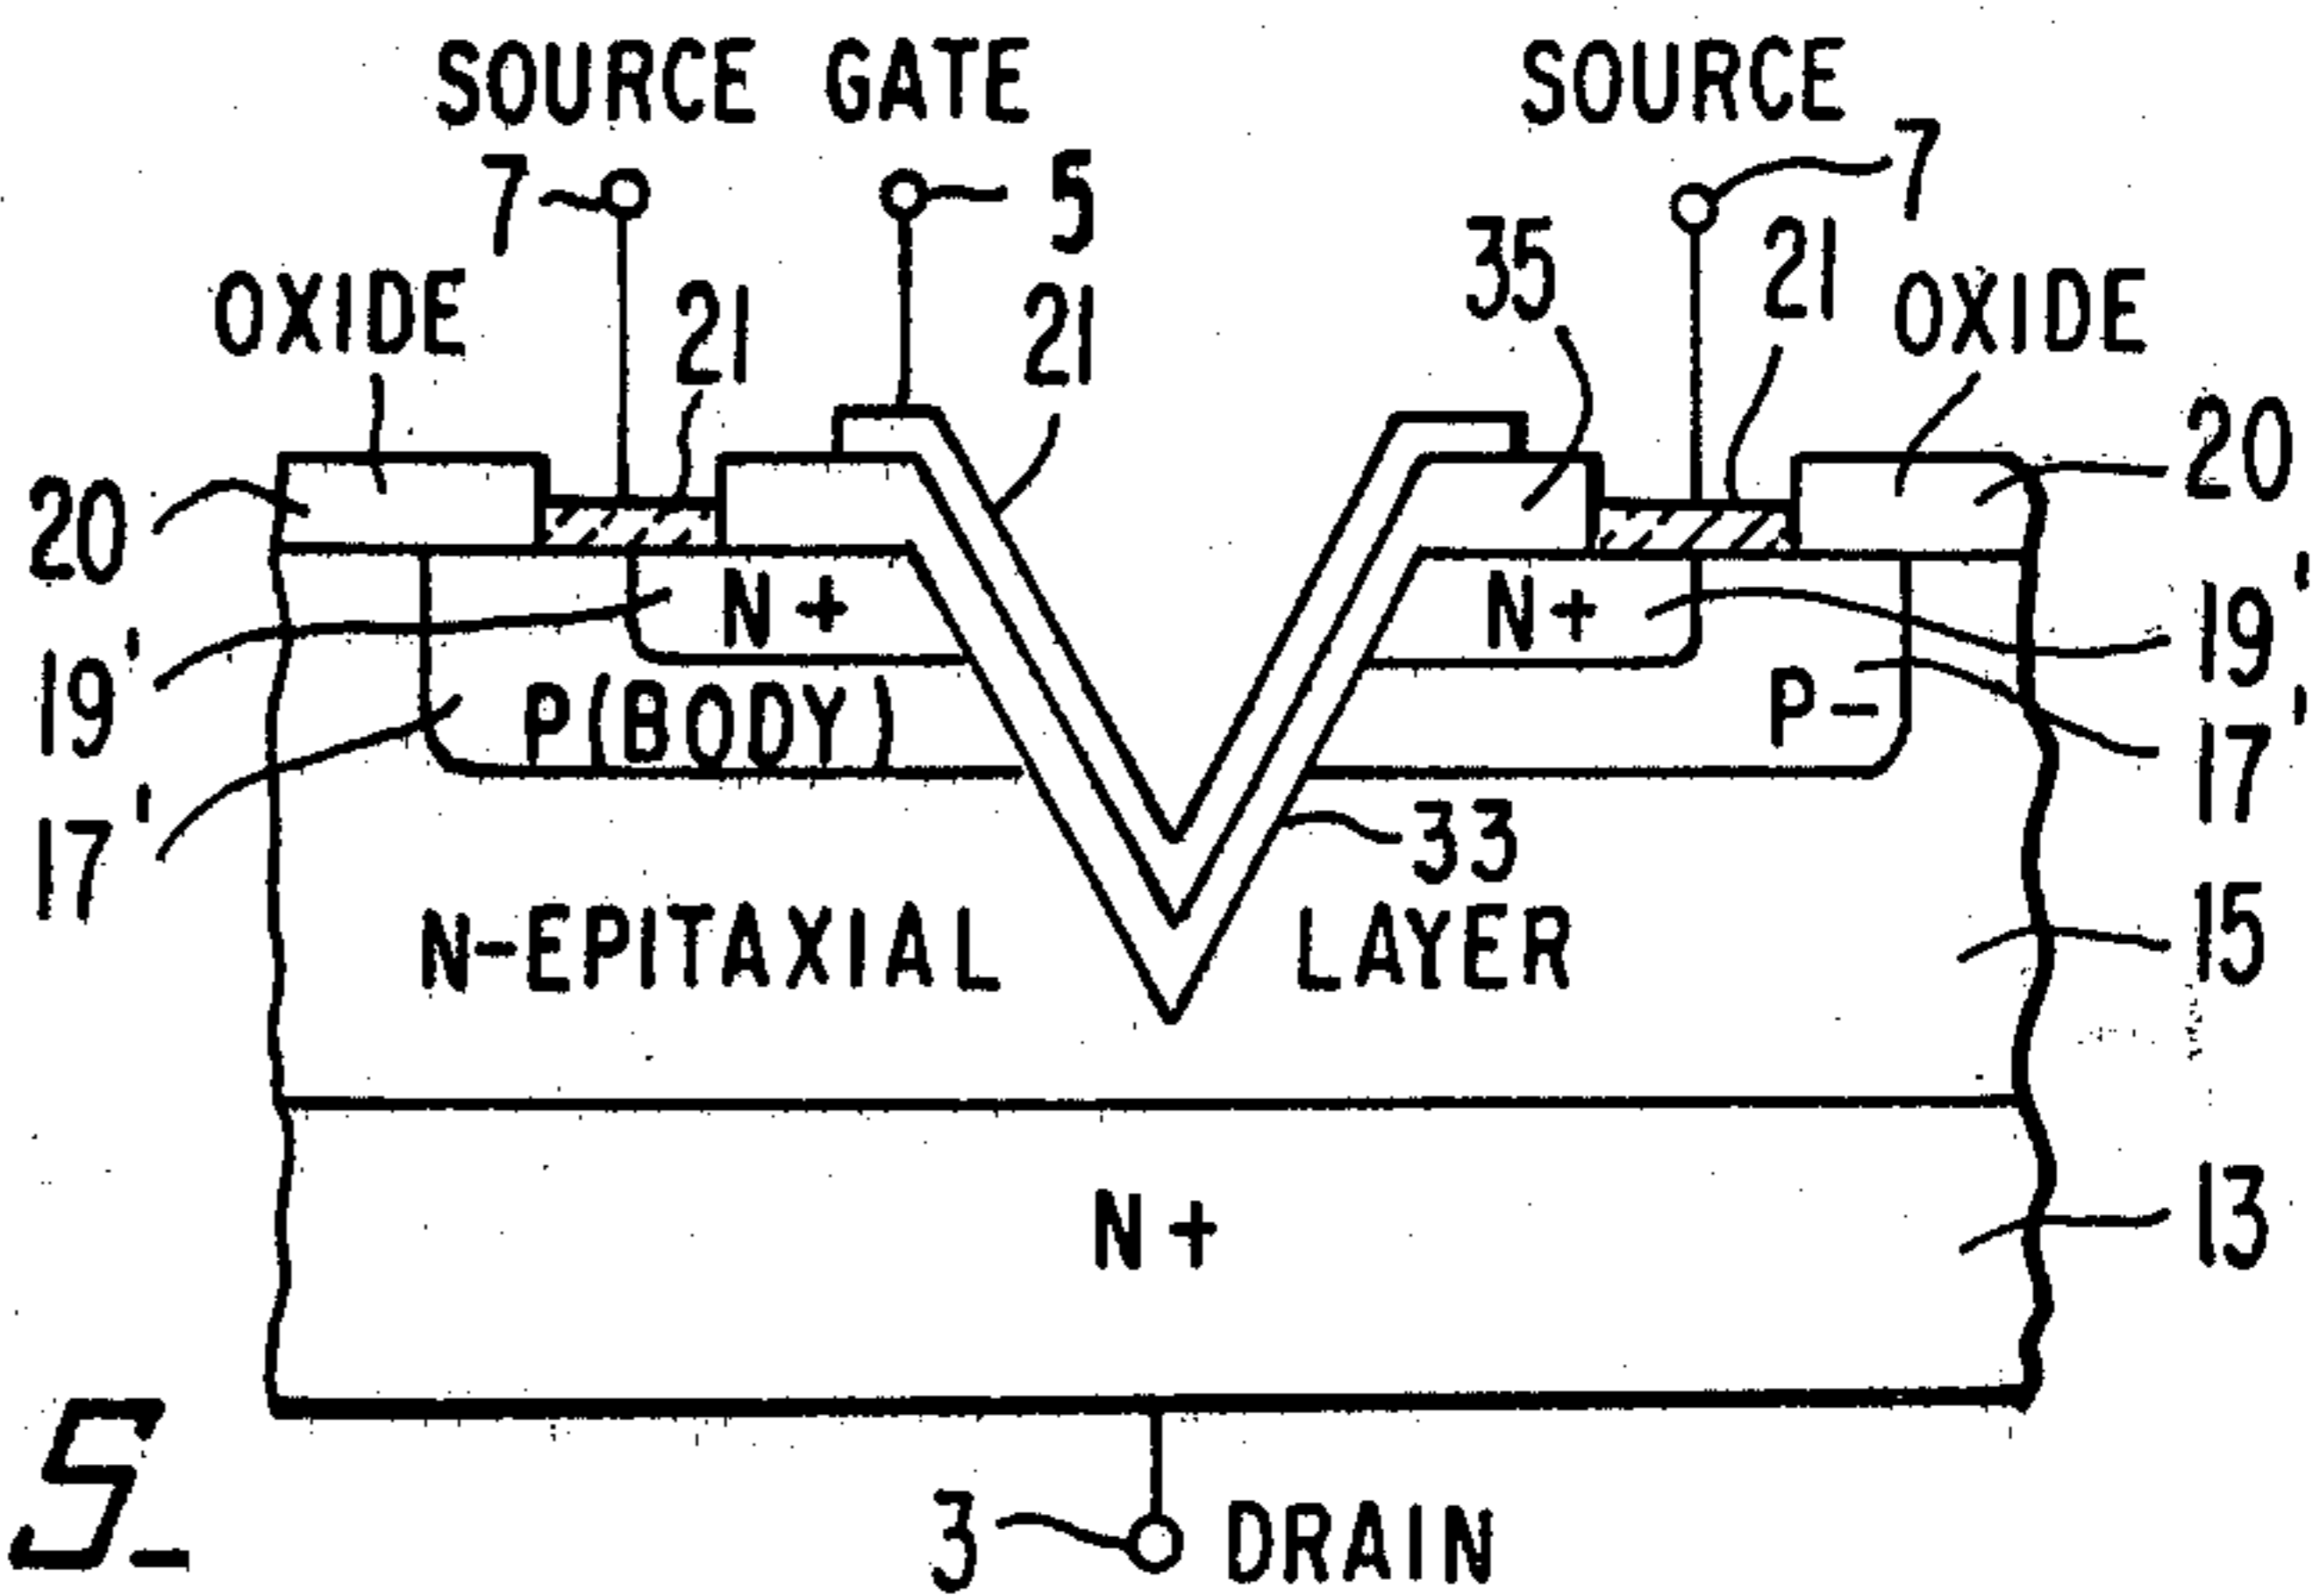 SOURCE GATE SOURCE
7 5 7
OXIDE 21 21 35 21 OXIDE
20 20
N+ N+
19' 19'
P(BODY) P-
17' 17'
33
N-EPITAXIAL LAYER 15
N+ 13
5_
3 DRAIN